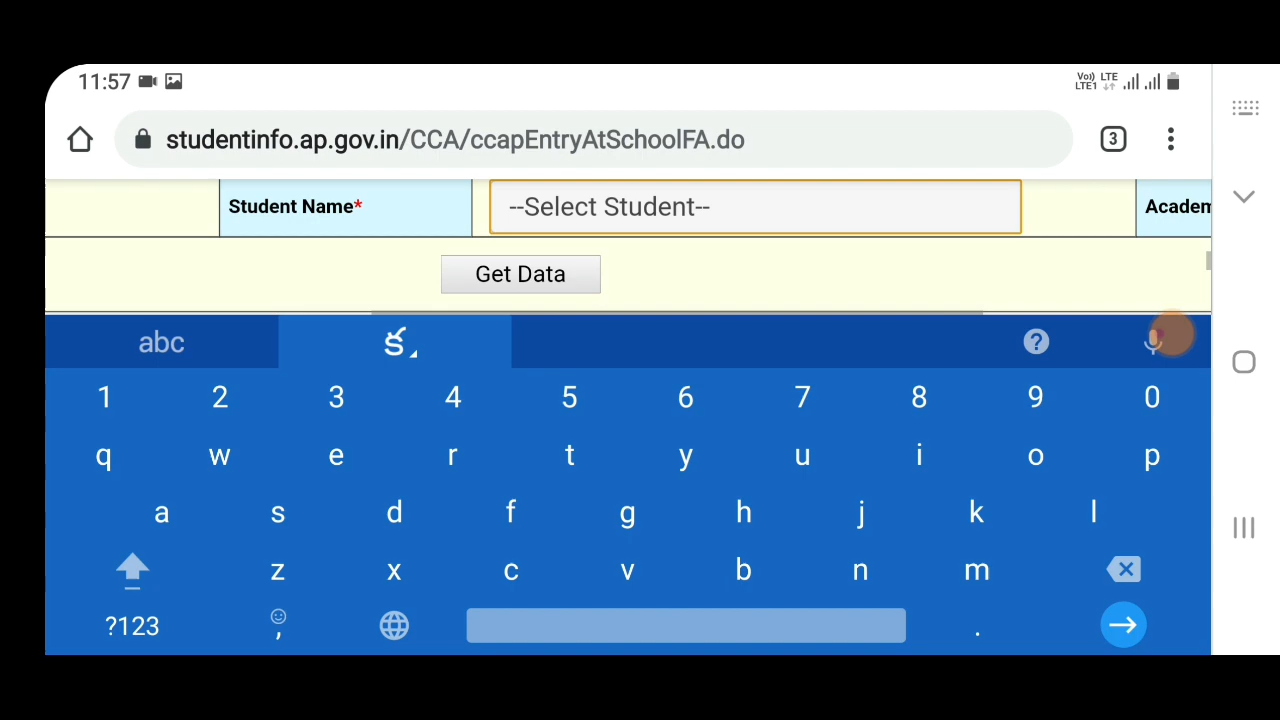 11:57 Vo) LTE LTE1
studentinfo.ap.gov.in/CCA/ccapEntryAtSchoolFA.do 3
Student Name* --Select Student-- Academ
Get Data
abc క ?
1 2 3 4 5 6 7 8 9 0
q w e r t y u i o p
a s d f g h j k l
z x c v b n m
?123 , .